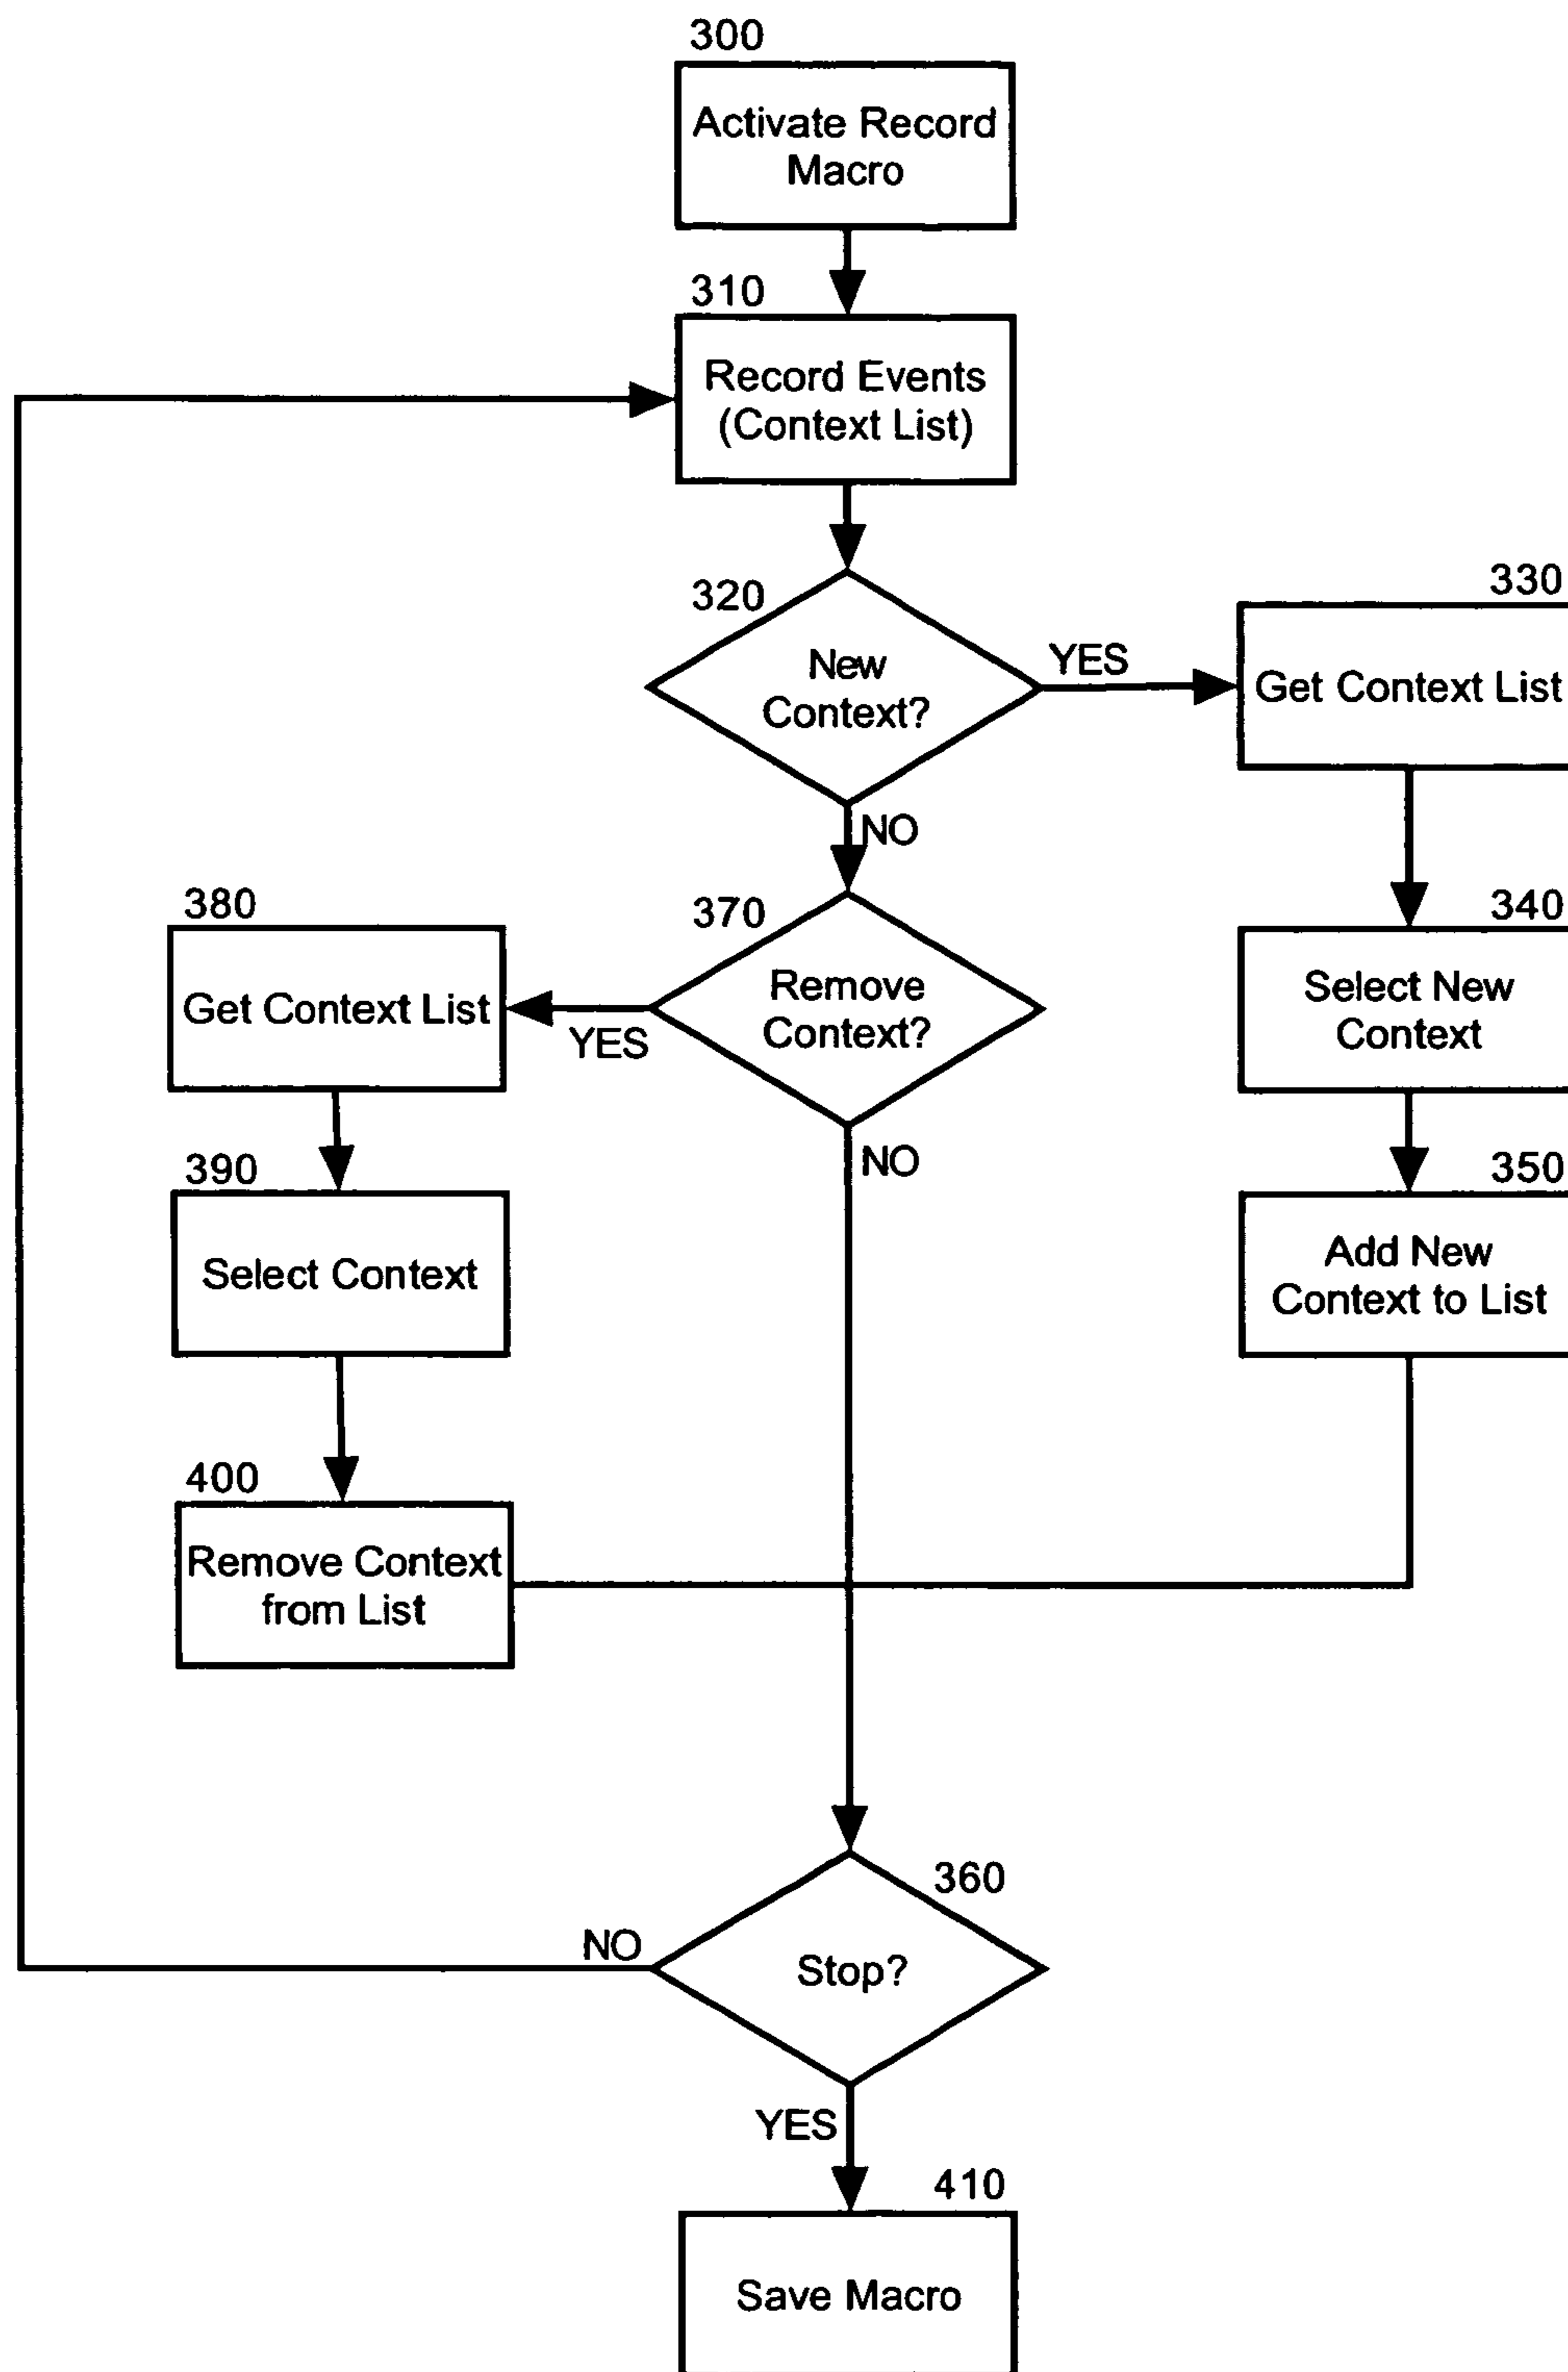 300
Activate Record
Macro
310
Record Events
(Context List)
320
New
Context?
YES
330
Get Context List
NO
340
Select New
Context
350
Add New
Context to List
370
Remove
Context?
YES
380
Get Context List
390
Select Context
400
Remove Context
from List
NO
360
Stop?
NO
YES
410
Save Macro